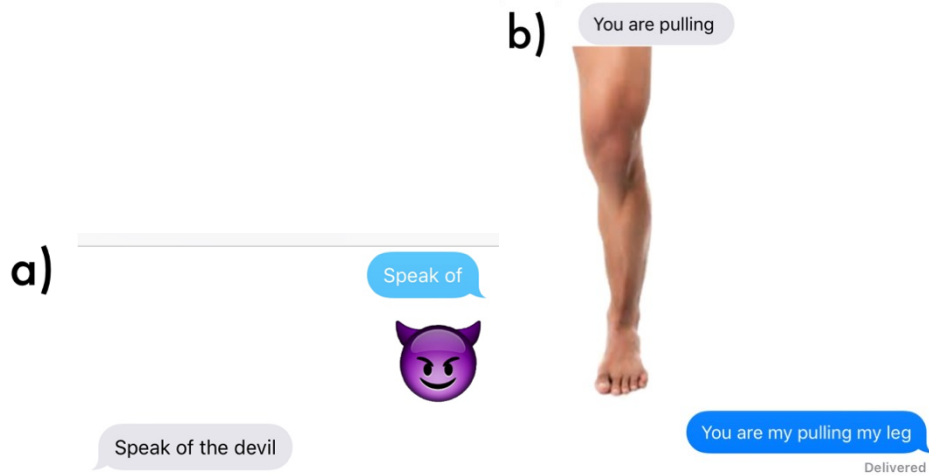 a)
Speak of
Speak of the devil
b)
You are pulling
You are my pulling my leg
Delivered